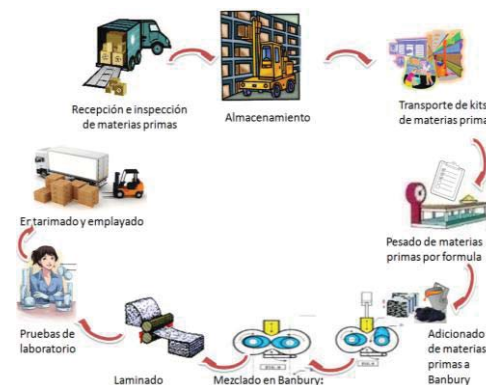 Recepción e inspección
de materias primas
Almacenamiento
Transporte de kits
de materias prima
Pesado de materias
primas por formula
Adicionado
de materias
primas a
Banbury
Mezclado en Banbury:
Laminado
Pruebas de
laboratorio
Entarimado y emplayado